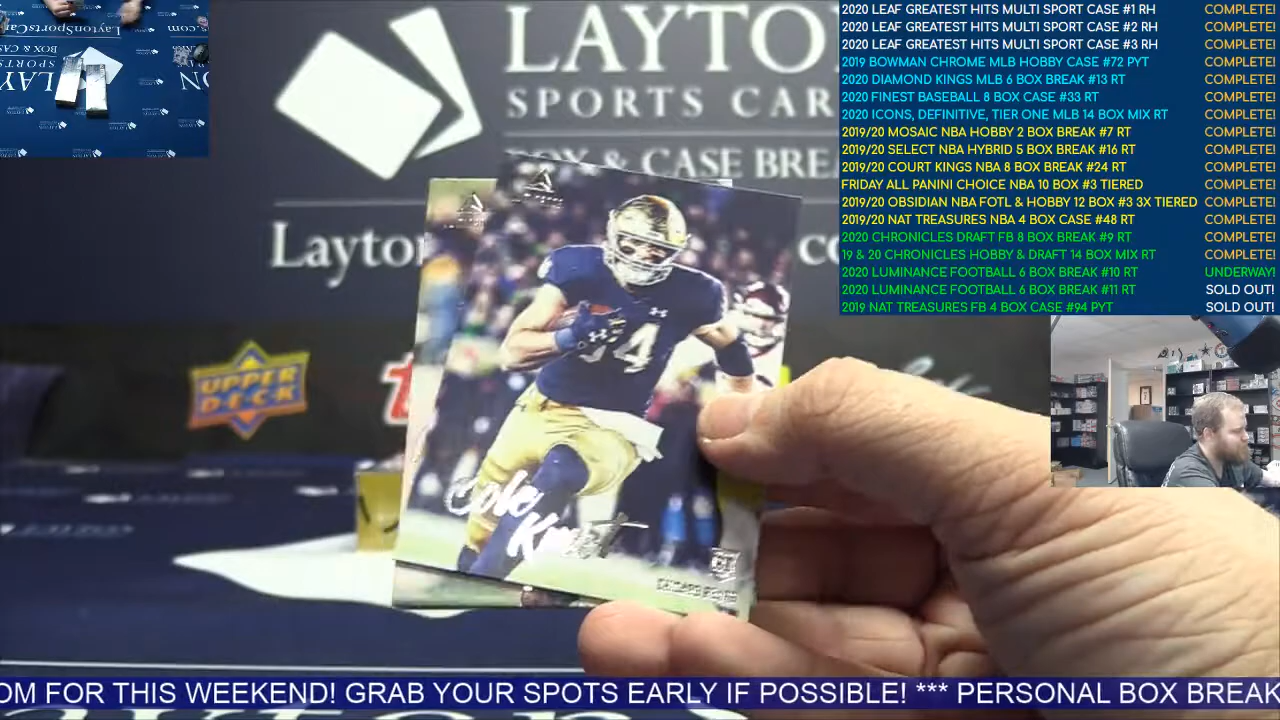 2020 LEAF GREATEST HITS MULTI SPORT CASE #1 RH COMPLETE!
2020 LEAF GREATEST HITS MULTI SPORT CASE #2 RH COMPLETE!
2020 LEAF GREATEST HITS MULTI SPORT CASE #3 RH COMPLETE!
2019 BOWMAN CHROME MLB HOBBY CASE #72 PYT COMPLETE!
2020 DIAMOND KINGS MLB 6 BOX BREAK #13 RT COMPLETE!
2020 FINEST BASEBALL 8 BOX CASE #33 RT COMPLETE!
2020 ICONS, DEFINITIVE, TIER ONE MLB 14 BOX MIX RT COMPLETE!
2019/20 MOSAIC NBA HOBBY 2 BOX BREAK #7 RT COMPLETE!
2019/20 SELECT NBA HYBRID 5 BOX BREAK #16 RT COMPLETE!
2019/20 COURT KINGS NBA 8 BOX BREAK #24 RT COMPLETE!
FRIDAY ALL PANINI CHOICE NBA 10 BOX #3 TIERED COMPLETE!
2019/20 OBSIDIAN NBA FOTL & HOBBY 12 BOX #3 3X TIERED COMPLETE!
2019/20 NAT TREASURES NBA 4 BOX CASE #48 RT COMPLETE!
2020 CHRONICLES DRAFT FB 8 BOX BREAK #9 RT COMPLETE!
19 & 20 CHRONICLES HOBBY & DRAFT 14 BOX MIX RT COMPLETE!
2020 LUMINANCE FOOTBALL 6 BOX BREAK #10 RT UNDERWAY!
2020 LUMINANCE FOOTBALL 6 BOX BREAK #11 RT SOLD OUT!
2019 NAT TREASURES FB 4 BOX CASE #94 PYT SOLD OUT!
LAYTO
SPORTS CAR
BOX & CASE BREA
Layton
UPPER
DECK
Cole
Kmet
OM FOR THIS WEEKEND! GRAB YOUR SPOTS EARLY IF POSSIBLE! *** PERSONAL BOX BREAK